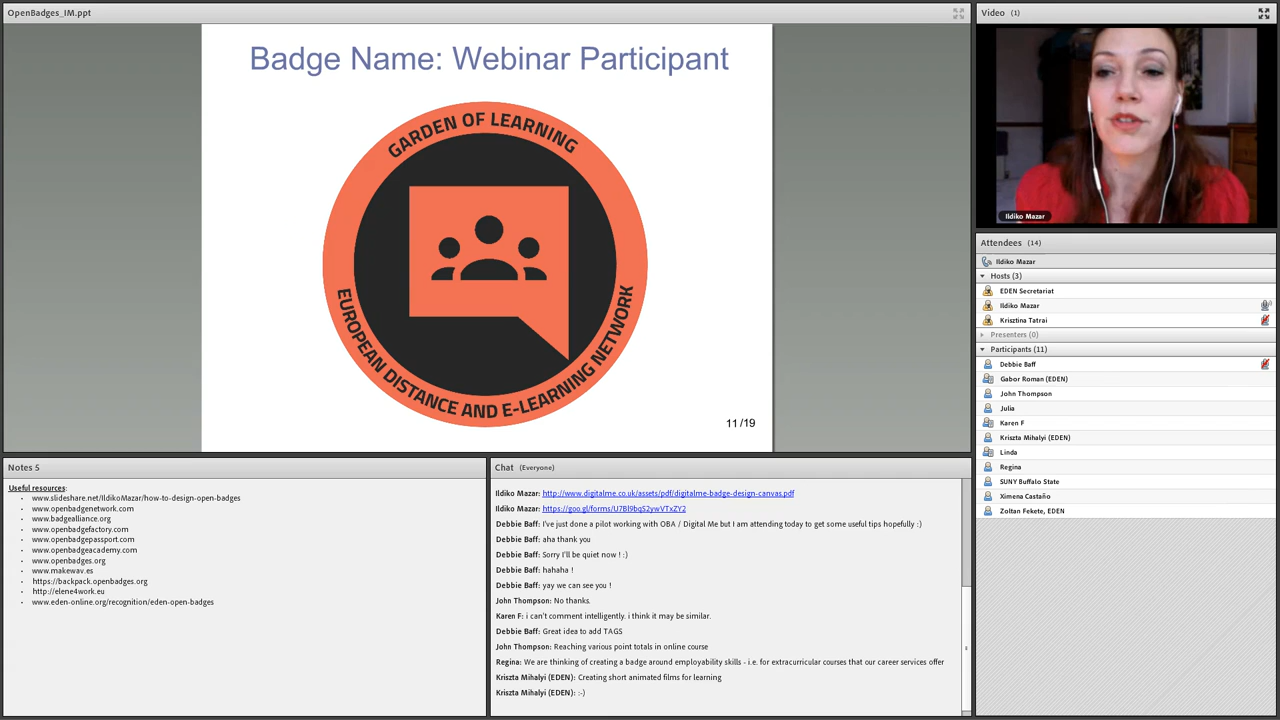 OpenBadges_IM.ppt
Badge Name: Webinar Participant
GARDEN OF LEARNING
EUROPEAN DISTANCE AND E-LEARNING NETWORK
11/19
Video (1)
Ildiko Mazar
Attendees (14)
Ildiko Mazar
Hosts (3)
EDEN Secretariat
Ildiko Mazar
Krisztina Tatrai
Presenters (0)
Participants (11)
Debbie Baff
Gabor Roman (EDEN)
John Thompson
Julia
Karen F
Kriszta Mihalyi (EDEN)
Linda
Regina
SUNY Buffalo State
Ximena Castaño
Zoltan Fekete, EDEN
Notes 5
Useful resources:
• www.slideshare.net/IldikoMazar/how-to-design-open-badges
• www.openbadgenetwork.com
• www.badgealliance.org
• www.openbadgefactory.com
• www.openbadgepassport.com
• www.openbadgeacademy.com
• www.openbadges.org
• www.makewav.es
• https://backpack.openbadges.org
• http://elene4work.eu
• www.eden-online.org/recognition/eden-open-badges
Chat (Everyone)
Ildiko Mazar: http://www.digitalme.co.uk/assets/pdf/digitalme-badge-design-canvas.pdf
Ildiko Mazar: https://goo.gl/forms/U7Bl9bqS2ywVTxZY2
Debbie Baff: I've just done a pilot working with OBA / Digital Me but I am attending today to get some useful tips hopefully :)
Debbie Baff: aha thank you
Debbie Baff: Sorry I'll be quiet now ! :)
Debbie Baff: hahaha !
Debbie Baff: yay we can see you !
John Thompson: No thanks.
Karen F: i can't comment intelligently. i think it may be similar.
Debbie Baff: Great idea to add TAGS
John Thompson: Reaching various point totals in online course
Regina: We are thinking of creating a badge around employability skills - i.e. for extracurricular courses that our career services offer
Kriszta Mihalyi (EDEN): Creating short animated films for learning
Kriszta Mihalyi (EDEN): :-)